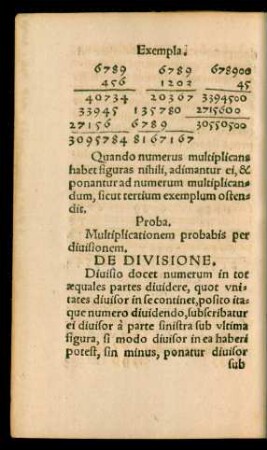 Exempla.
6789 6789 678900
456 1202 45
40734 20367 3394500
33945 135780 2715600
27156 6789 30550500
3095784 8167167
Quando numerus multiplicans
habet figuras nihili, adimantur ei, &
ponantur ad numerum multiplican-
dum, sicut tertium exemplum osten-
dit.
Proba.
Multiplicationem probabis per
diuisionem.
DE DIVISIONE.
Diuisio docet numerum in tot
æquales partes diuidere, quot vni-
tates diuisor in se continet, posito ita-
que numero diuidendo, subscribatur
ei diuisor à parte sinistra sub vltima
figura, si modo diuisor in ea haberi
potest, sin minus, ponatur diuisor
sub